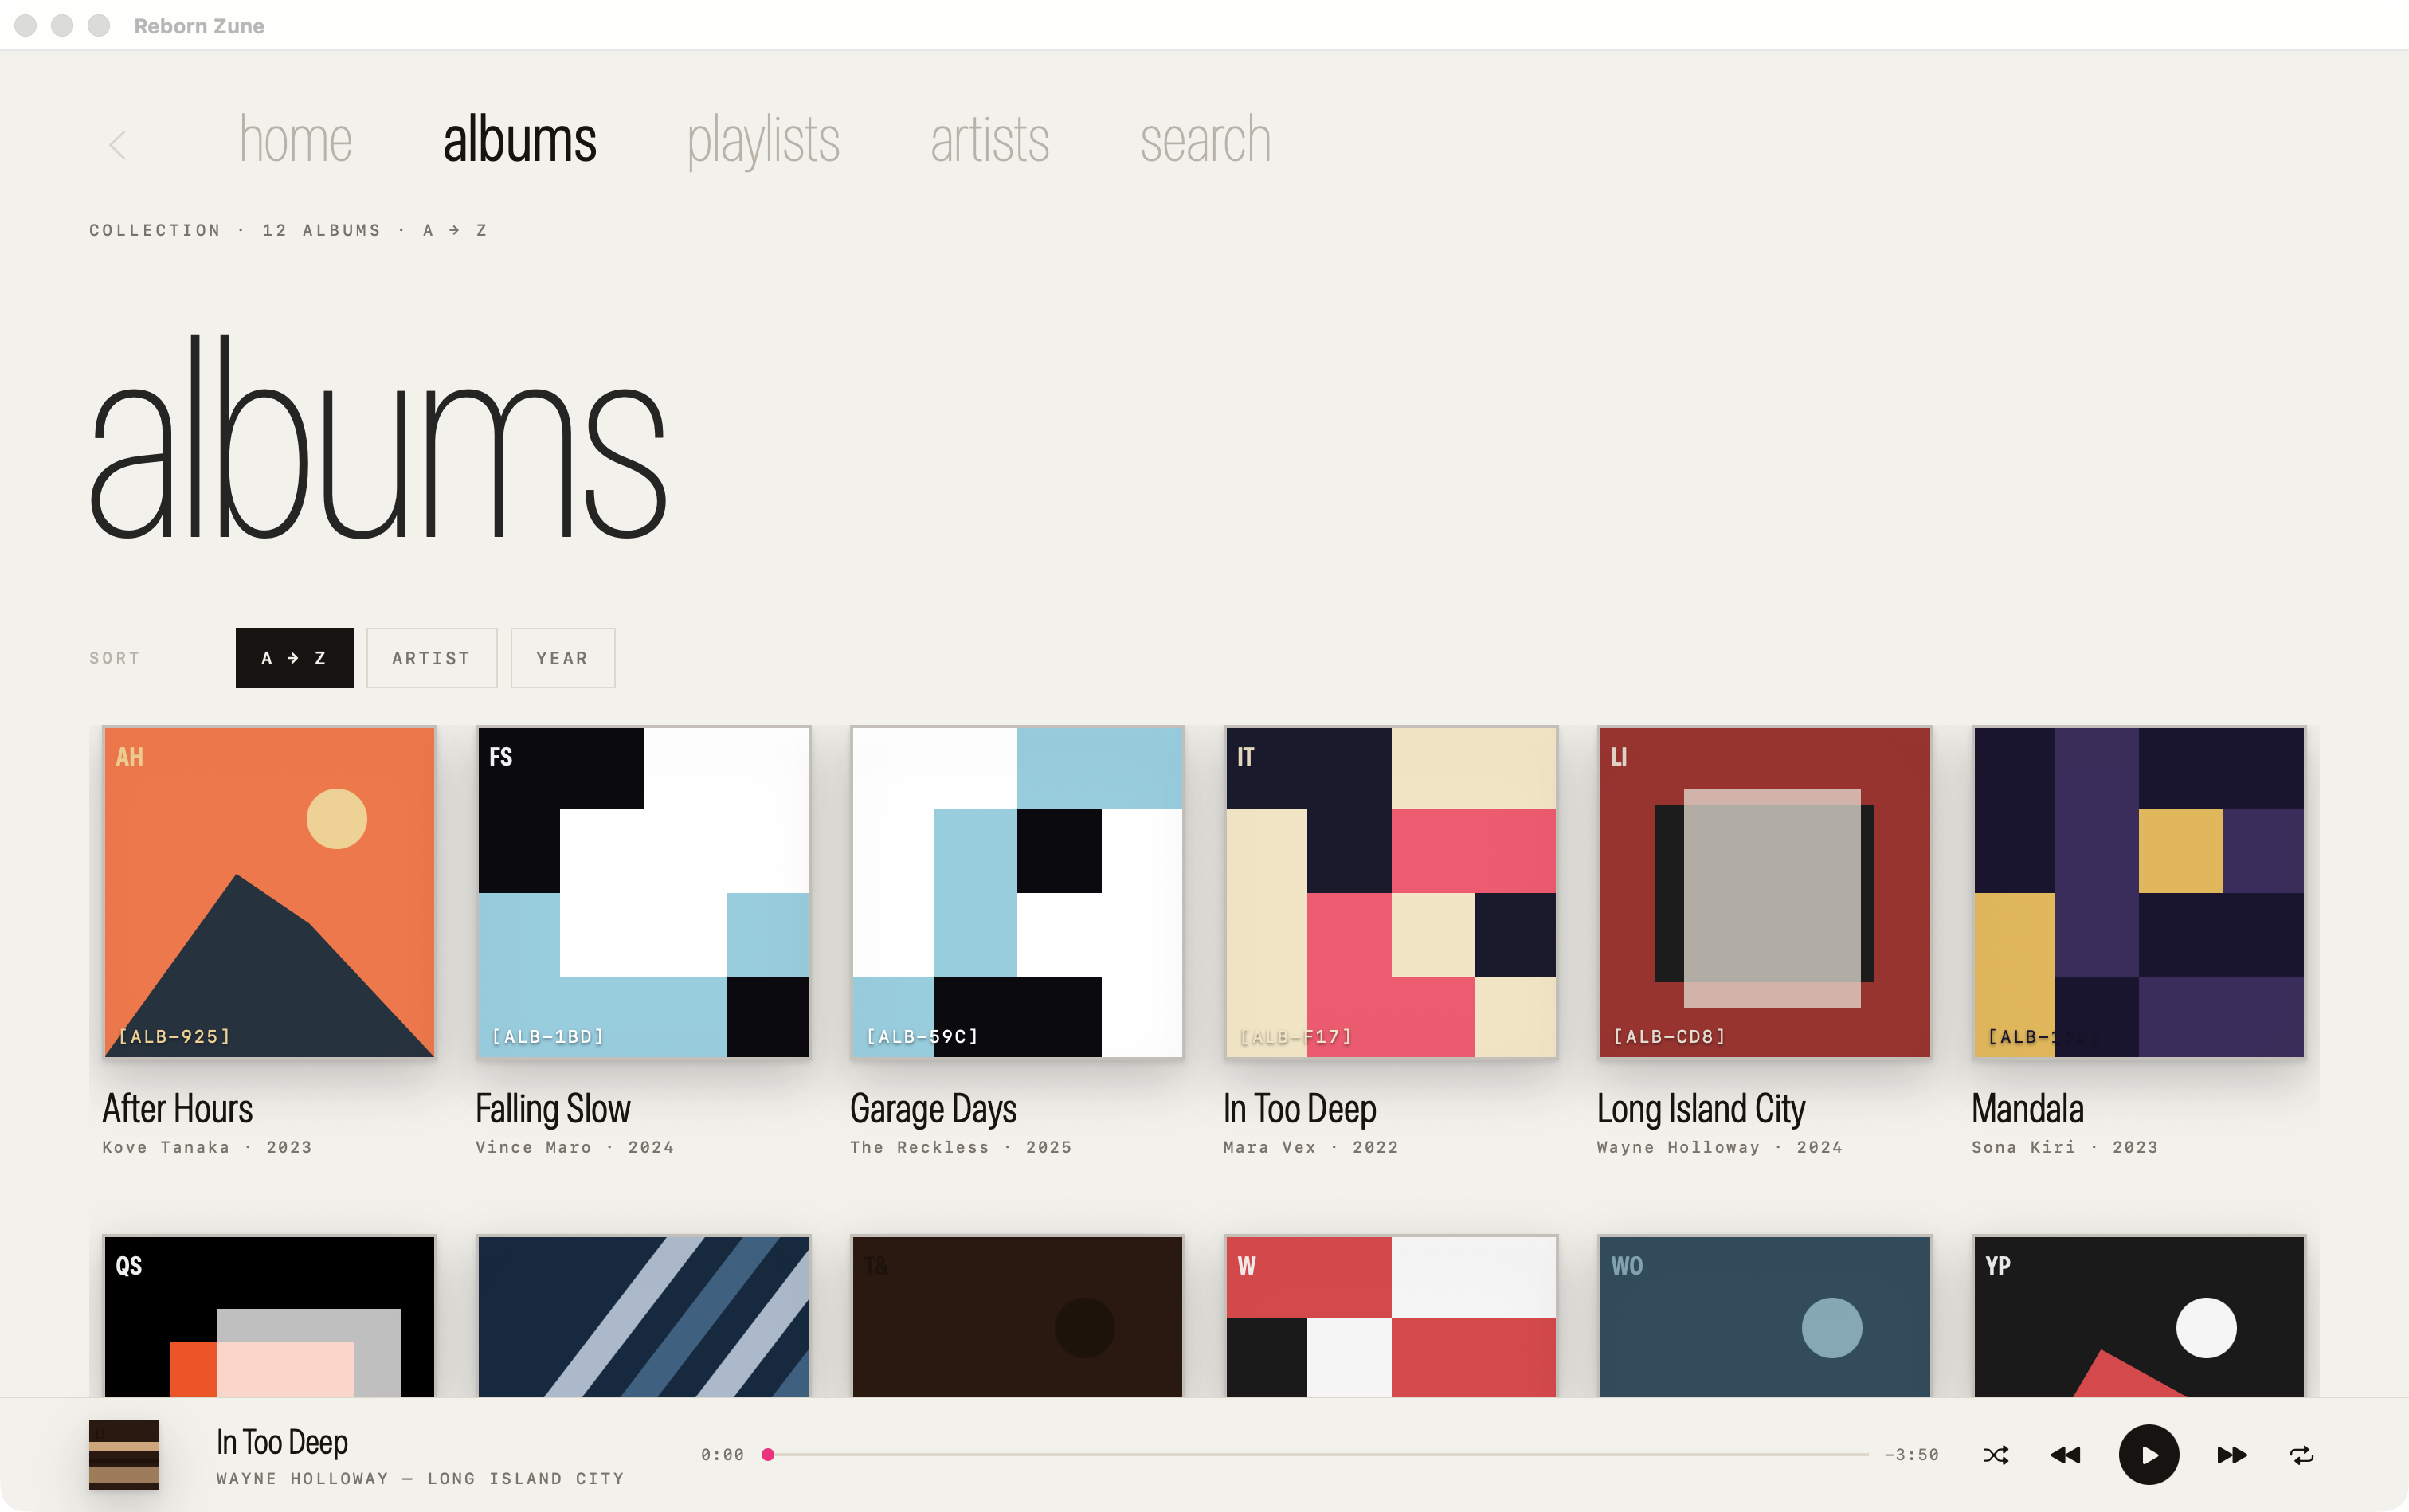 Reborn Zune
home albums playlists artists search
COLLECTION · 12 ALBUMS · A → Z
albums
SORT A → Z ARTIST YEAR
AH FS IT LI
[ALB–925] [ALB–1BD] [ALB–59C] [ALB–F17] [ALB–CD8]
After Hours Falling Slow Garage Days In Too Deep Long Island City Mandala
Kove Tanaka · 2023 Vince Maro · 2024 The Reckless · 2025 Mara Vex · 2022 Wayne Holloway · 2024 Sona Kiri · 2023
QS T& W WO YP
In Too Deep
0:00 –3:50
WAYNE HOLLOWAY — LONG ISLAND CITY